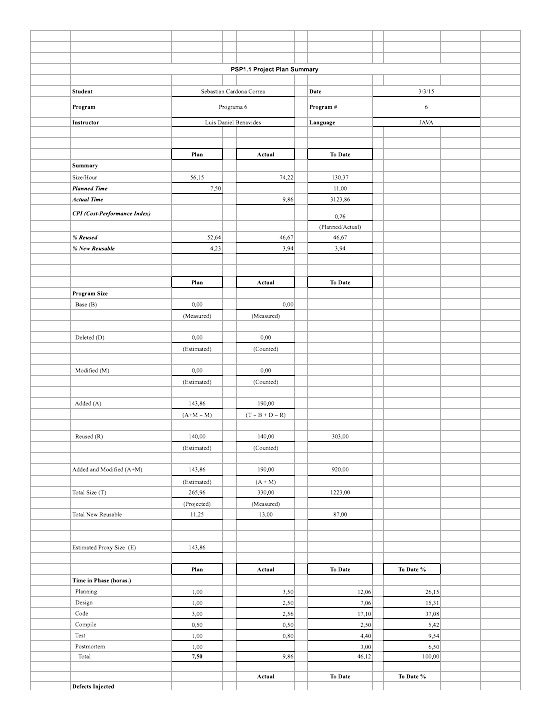 PSP1.1 Project Plan Summary
Student Sebastian Cardona Correa Date 3/3/15
Program Programa 6 Program # 6
Instructor Luis Daniel Benavides Language JAVA
Plan Actual To Date
Summary
Size/Hour 56,15 74,22 130,37
Planned Time 7,50 11,00
Actual Time 9,86 3123,86
CPI (Cost-Performance Index) 0,76
(Planned/Actual)
% Reused 52,64 46,67 46,67
% New Reusable 4,23 3,94 3,94
Plan Actual To Date
Program Size
Base (B) 0,00 0,00
(Measured) (Measured)
Deleted (D) 0,00 0,00
(Estimated) (Counted)
Modified (M) 0,00 0,00
(Estimated) (Counted)
Added (A) 143,86 190,00
(A+M − M) (T − B + D − R)
Reused (R) 140,00 140,00 303,00
(Estimated) (Counted)
Added and Modified (A+M) 143,86 190,00 920,00
(Estimated) (A + M)
Total Size (T) 265,96 330,00 1223,00
(Projected) (Measured)
Total New Reusable 11,25 13,00 87,00
Estimated Proxy Size (E) 143,86
Plan Actual To Date To Date %
Time in Phase (horas.)
Planning 1,00 3,50 12,06 26,15
Design 1,00 2,50 7,06 15,31
Code 3,00 2,56 17,10 37,08
Compile 0,50 0,50 2,50 5,42
Test 1,00 0,80 4,40 9,54
Postmortem 1,00 3,00 6,50
Total 7,50 9,86 46,12 100,00
Actual To Date To Date %
Defects Injected